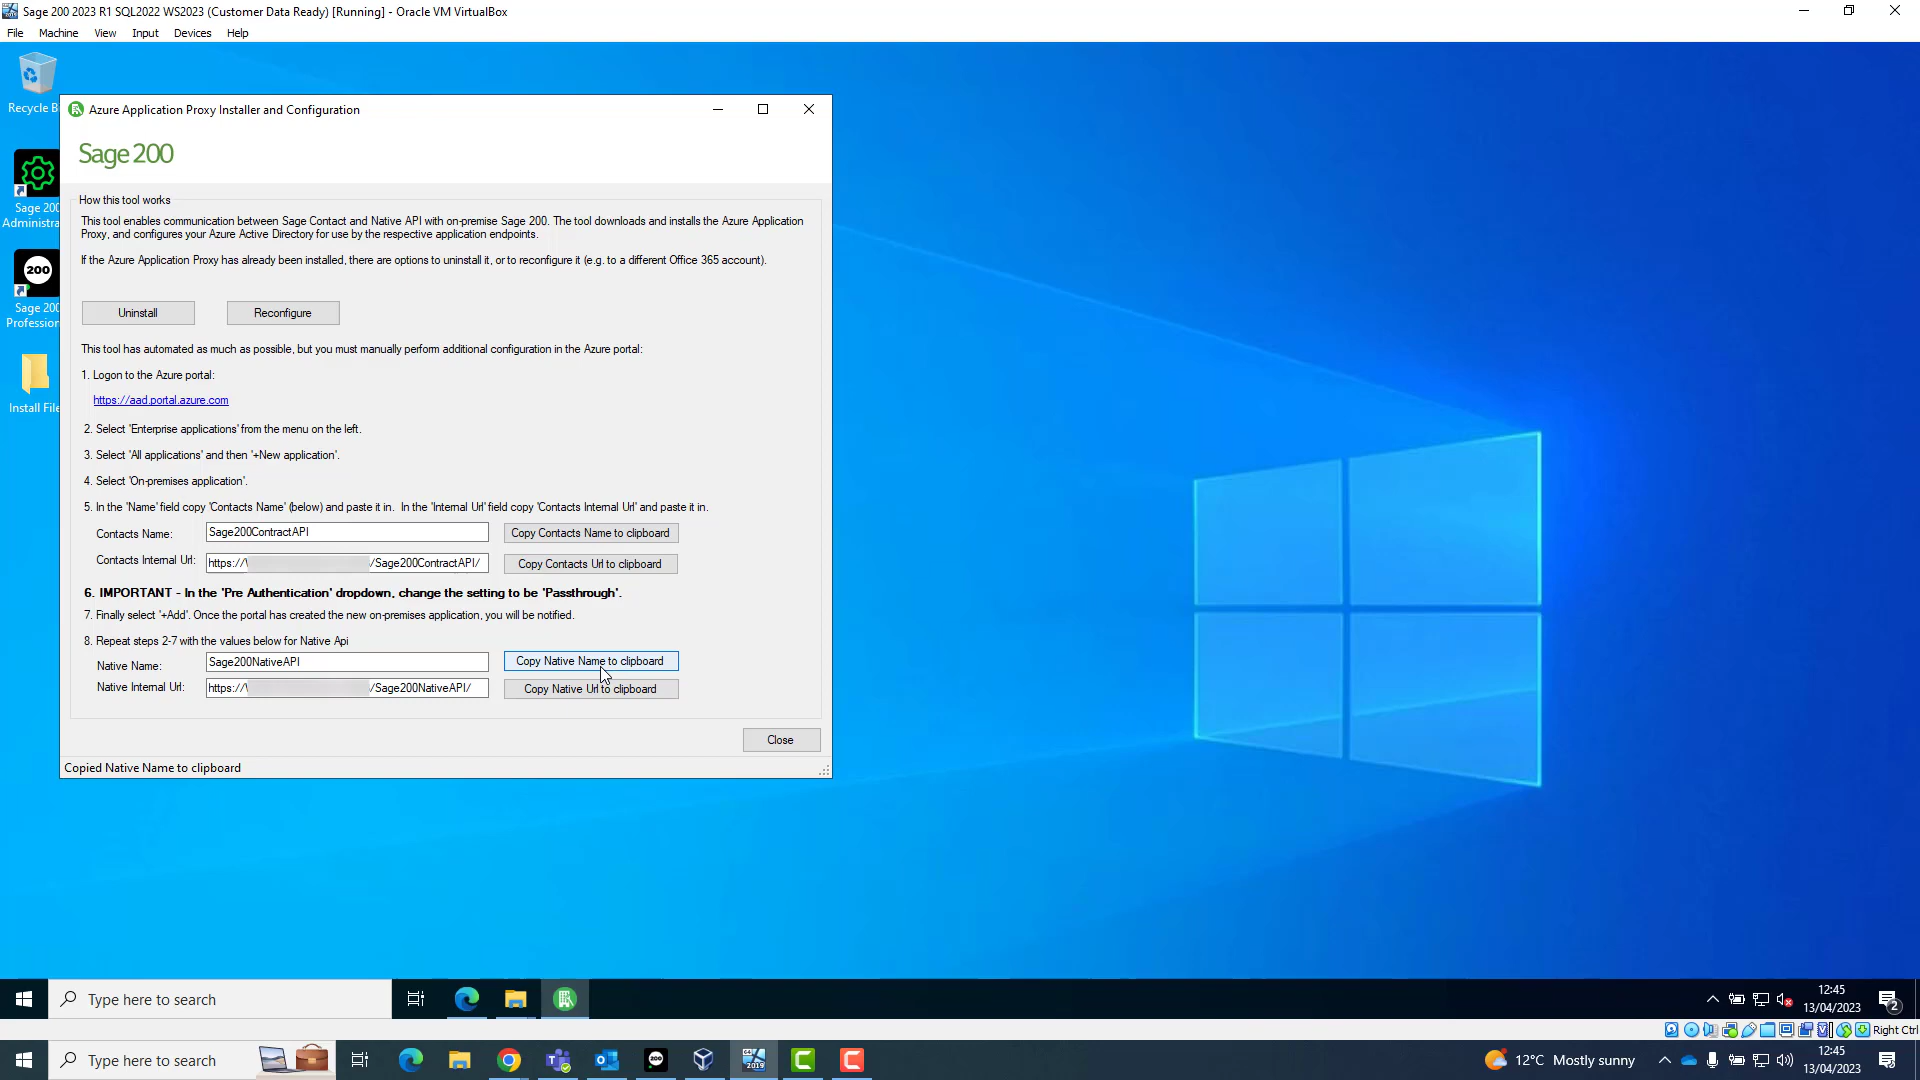 Sage 200 2023 R1 SQL2022 WS2023 (Customer Data Ready) [Running] - Oracle VM VirtualBox
File Machine View Input Devices Help
Recycle B
Azure Application Proxy Installer and Configuration
Sage 200
How this tool works
This tool enables communication between Sage Contact and Native API with on-premise Sage 200. The tool downloads and installs the Azure Application
Proxy, and configures your Azure Active Directory for use by the respective application endpoints.
If the Azure Application Proxy has already been installed, there are options to uninstall it, or to reconfigure it (e.g. to a different Office 365 account).
Uninstall Reconfigure
This tool has automated as much as possible, but you must manually perform additional configuration in the Azure portal:
1. Logon to the Azure portal:
https://aad.portal.azure.com
2. Select 'Enterprise applications' from the menu on the left.
3. Select 'All applications' and then '+New application'.
4. Select 'On-premises application'.
5. In the 'Name' field copy 'Contacts Name' (below) and paste it in. In the 'Internal Url' field copy 'Contacts Internal Url' and paste it in.
Contacts Name: Sage200ContractAPI Copy Contacts Name to clipboard
Contacts Internal Url: https:// /Sage200ContractAPI/ Copy Contacts Url to clipboard
6. IMPORTANT - In the 'Pre Authentication' dropdown, change the setting to be 'Passthrough'.
7. Finally select '+Add'. Once the portal has created the new on-premises application, you will be notified.
8. Repeat steps 2-7 with the values below for Native Api
Native Name: Sage200NativeAPI Copy Native Name to clipboard
Native Internal Url: https:// /Sage200NativeAPI/ Copy Native Url to clipboard
Close
Copied Native Name to clipboard
Sage 200
Administra
200
Sage 200
Profession
Install File
Type here to search
12:45
13/04/2023
2
Right Ctrl
Type here to search
200
64
2019
12°C Mostly sunny
12:45
13/04/2023